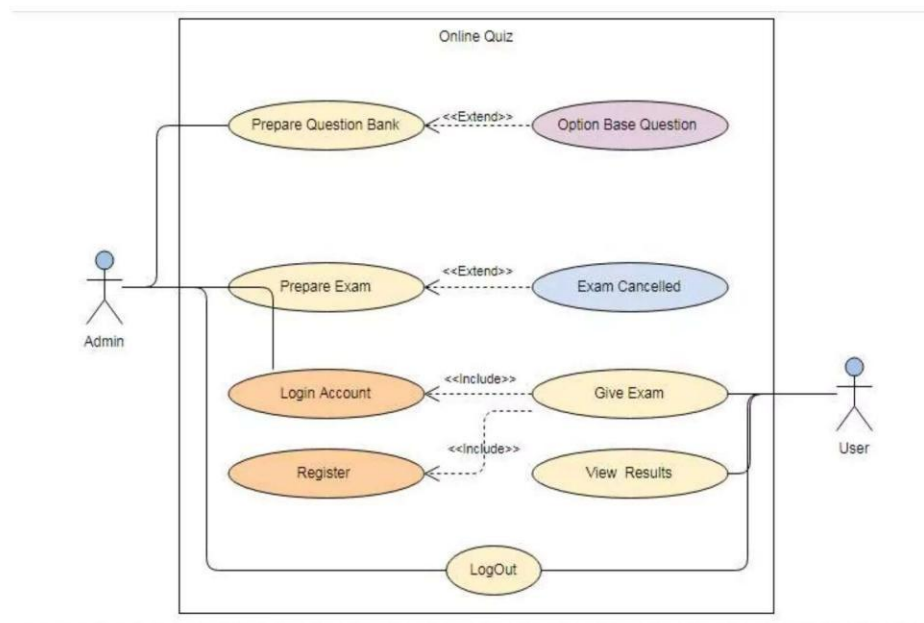 Online Quiz
Prepare Question Bank
<<Extend>>
Option Base Question
Prepare Exam
<<Extend>>
Exam Cancelled
Admin
Login Account
<<Include>>
Give Exam
User
Register
<<Include>>
View Results
LogOut